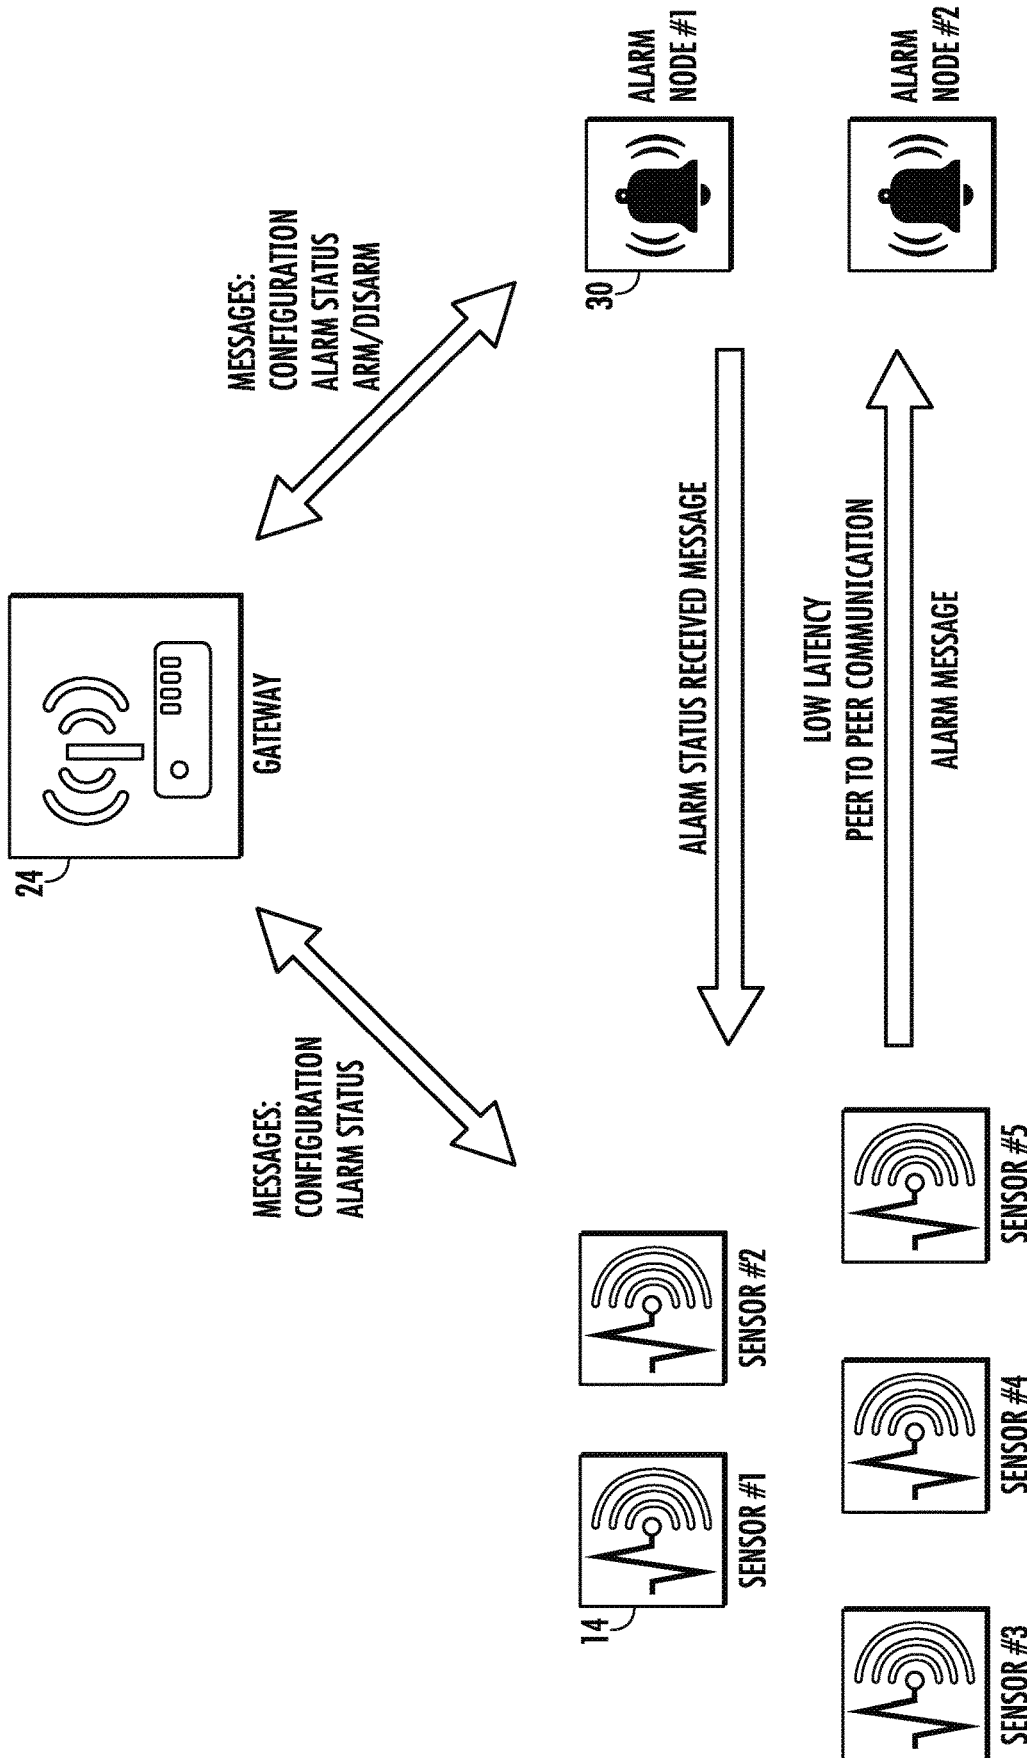 24
GATEWAY
MESSAGES:
CONFIGURATION
ALARM STATUS
MESSAGES:
CONFIGURATION
ALARM STATUS
ARM/DISARM
14
SENSOR #1
SENSOR #2
SENSOR #3
SENSOR #4
SENSOR #5
ALARM STATUS RECEIVED MESSAGE
LOW LATENCY
PEER TO PEER COMMUNICATION
ALARM MESSAGE
30
ALARM
NODE #1
ALARM
NODE #2